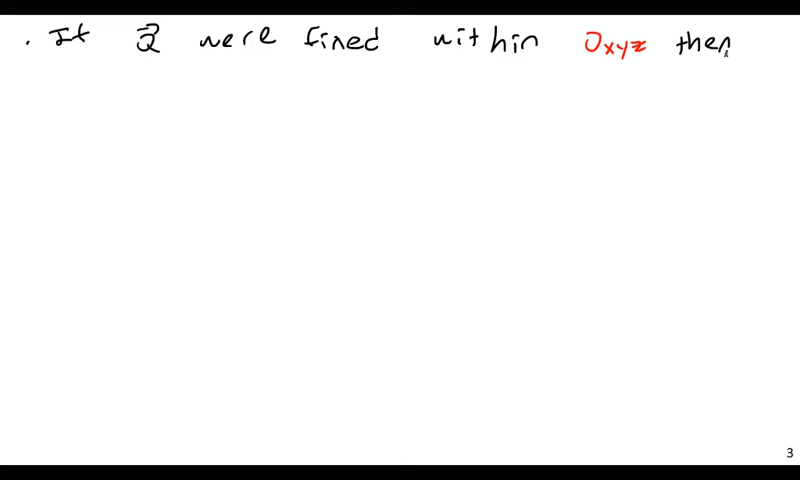 . If Q⃗ were fixed within Oxyz then
3